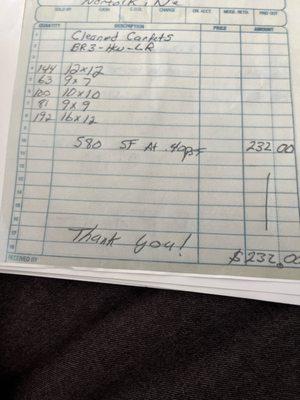 Norfolk, Ne
SOLD BY CASH C.O.D. CHARGE ON ACCT. MDSE. RETD. PAID OUT
QUANTITY DESCRIPTION PRICE AMOUNT
Cleaned Carpets
BR3-Hw-LR
144 12x12
63 9x7
100 10x10
81 9x9
192 16x12
580 SF At .40psf 232.00
Thank You!
$232.00
RECEIVED BY